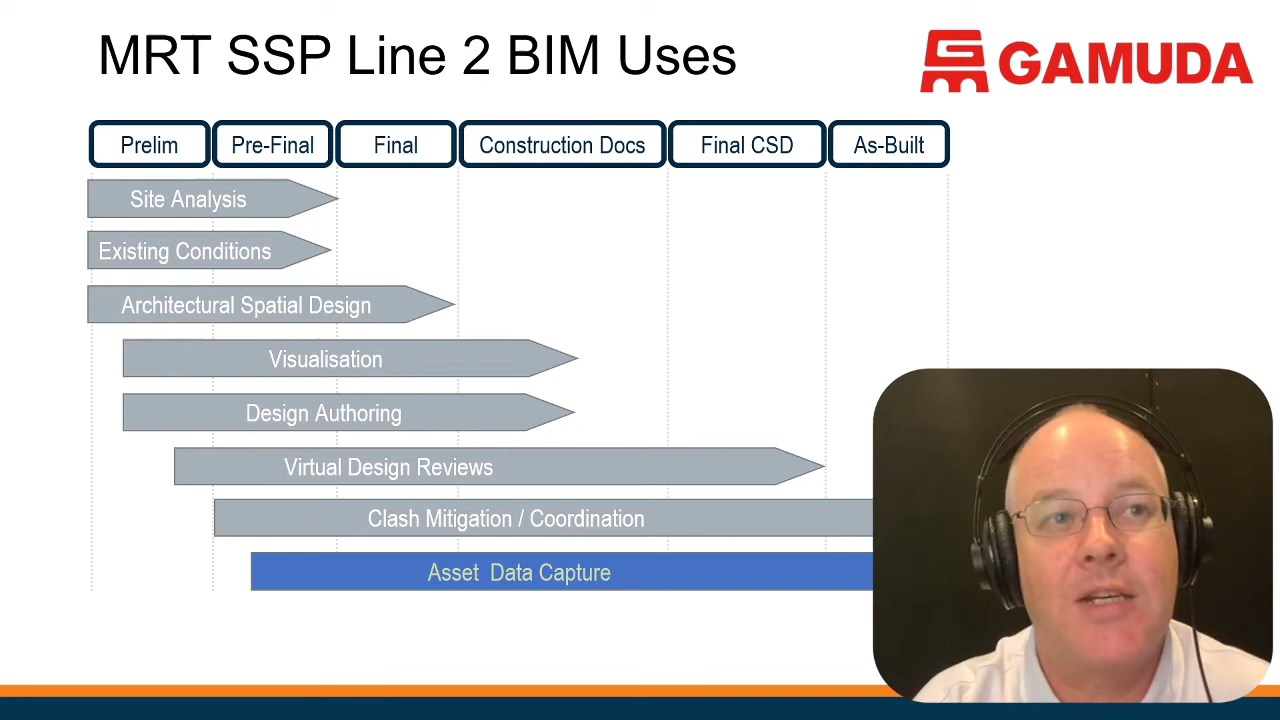 MRT SSP Line 2 BIM Uses
GAMUDA
Prelim
Pre-Final
Final
Construction Docs
Final CSD
As-Built
Site Analysis
Existing Conditions
Architectural Spatial Design
Visualisation
Design Authoring
Virtual Design Reviews
Clash Mitigation / Coordination
Asset Data Capture